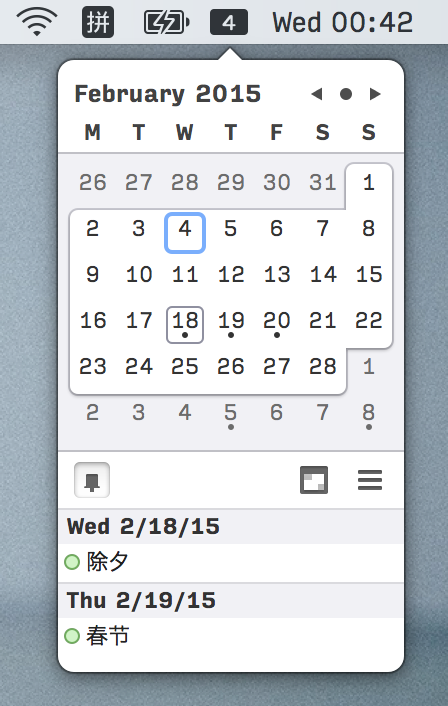 拼 4 Wed 00:42
February 2015
M T W T F S S
26 27 28 29 30 31 1
2 3 4 5 6 7 8
9 10 11 12 13 14 15
16 17 18 19 20 21 22
23 24 25 26 27 28 1
2 3 4 5 6 7 8
Wed 2/18/15
除夕
Thu 2/19/15
春节